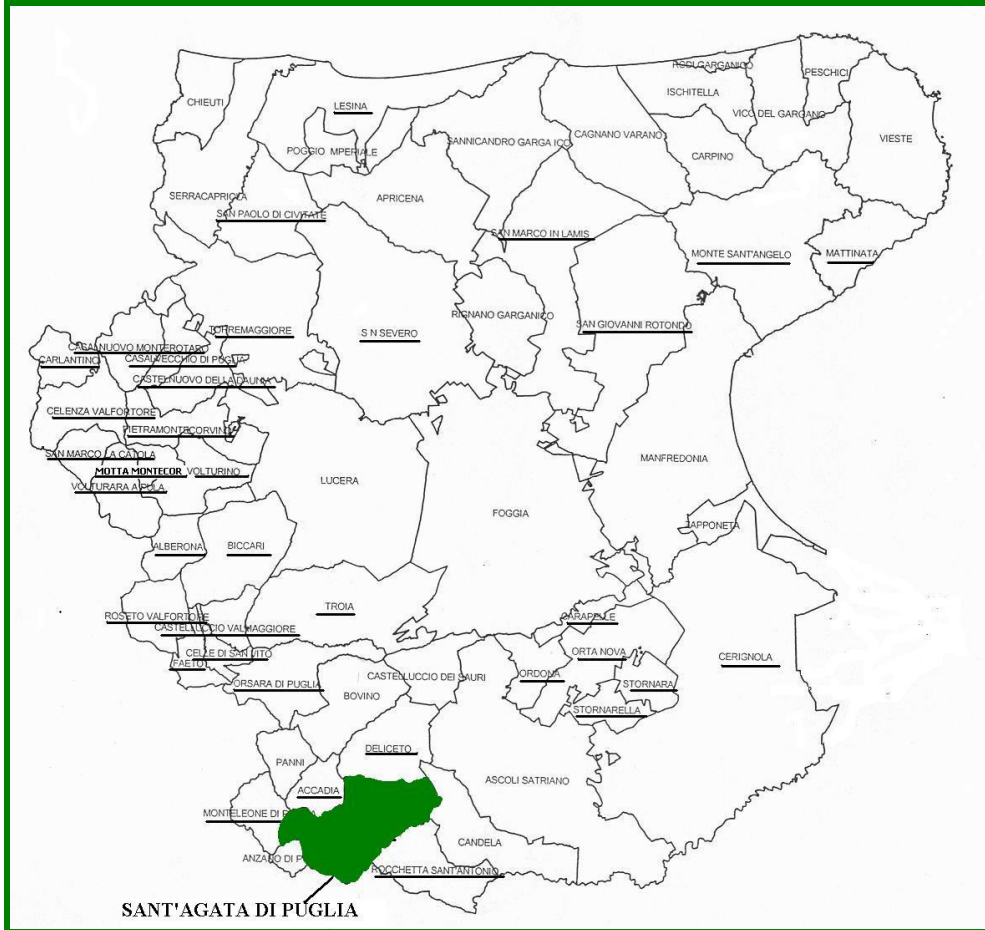 RODI GARGANICO
PESCHICI
CHIEUTI
LESINA
ISCHITELLA
VICO DEL GARGANO
SANNICANDRO GARGA ICO
CAGNANO VARANO
VIESTE
POGGIO MPERIALE
CARPINO
SERRACAPRIOLA
APRICENA
SAN PAOLO DI CIVITATE
SAN MARCO IN LAMIS
MONTE SANT'ANGELO
MATTINATA
RIGNANO GARGANICO
SAN GIOVANNI ROTONDO
TORREMAGGIORE
S N SEVERO
CASALNUOVO MONTEROTARO
CARLANTINO
CASALVECCHIO DI PUGLIA
CASTELNUOVO DELLA DAUNIA
CELENZA VALFORTORE
PIETRAMONTECORVINO
SAN MARCO LA CATOLA
MANFREDONIA
MOTTA MONTECOR
VOLTURINO
LUCERA
VOLTURARA A PULA
FOGGIA
ZAPPONETA
ALBERONA
BICCARI
TROIA
ROSETO VALFORTORE
CARAPELLE
CASTELLUCCIO VALMAGGIORE
CELLE DI SAN VITO
ORTA NOVA
CERIGNOLA
FAETO
CASTELLUCCIO DEI SAURI
ORDONA
ORSARA DI PUGLIA
STORNARA
BOVINO
STORNARELLA
DELICETO
PANNI
ASCOLI SATRIANO
ACCADIA
MONTELEONE DI P
CANDELA
ANZANO DI P
ROCCHETTA SANT'ANTONIO
SANT'AGATA DI PUGLIA